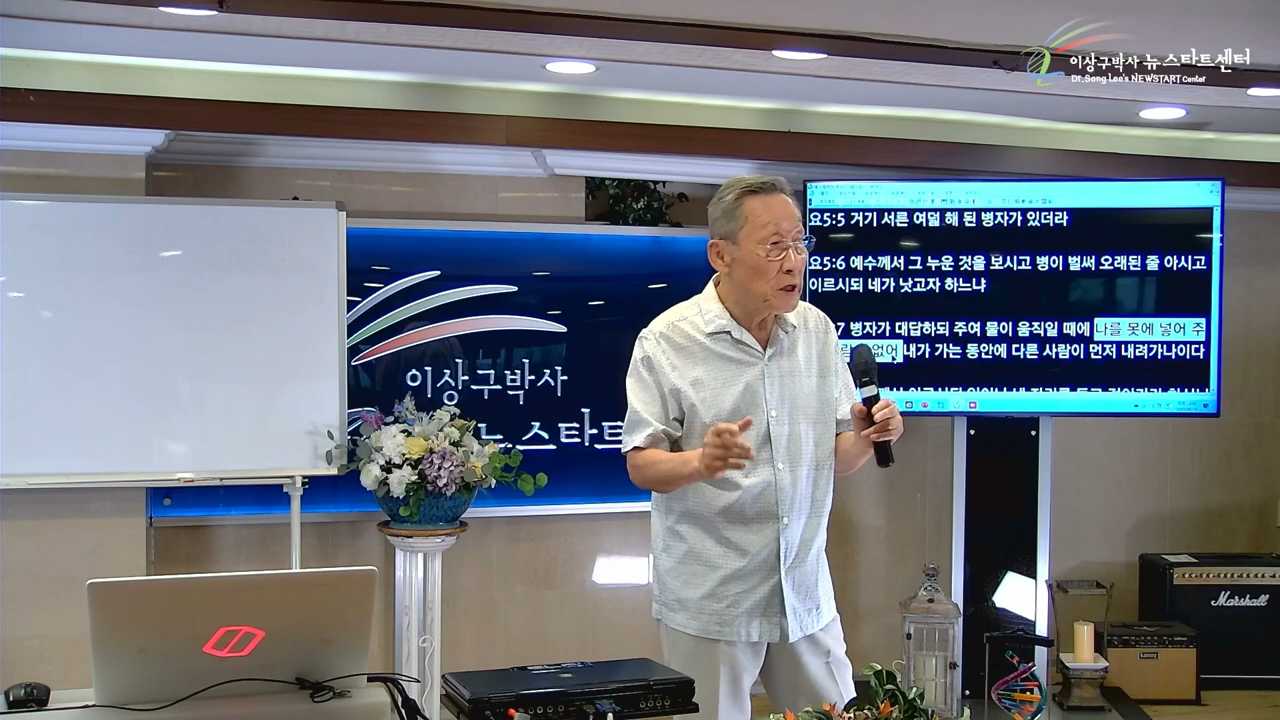 이상구박사 뉴스타트센터
Dr. Sang Lee's NEWSTART Center
요5:5 거기 서른 여덟 해 된 병자가 있더라
요5:6 예수께서 그 누운 것을 보시고 병이 벌써 오래된 줄 아시고
이르시되 네가 낫고자 하느냐
7 병자가 대답하되 주여 물이 움직일 때에 나를 못에 넣어 주
없어 내가 가는 동안에 다른 사람이 먼저 내려가나이다
이상구박사
뉴스타트
Marshall
Laney